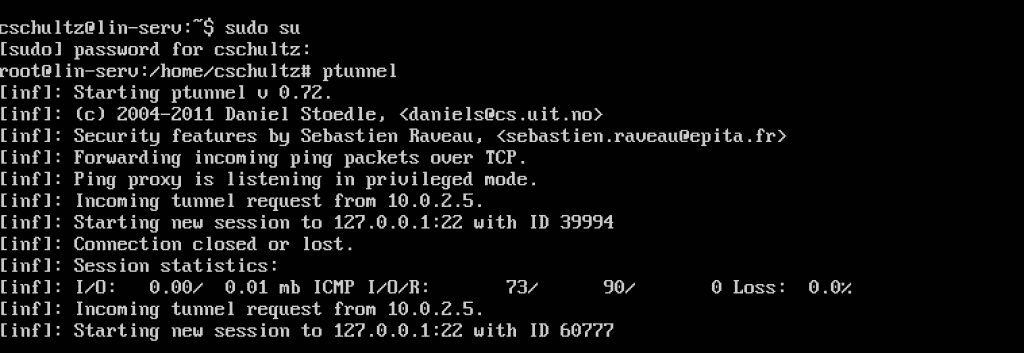 cschultz@lin-serv:~$ sudo su
[sudo] password for cschultz:
root@lin-serv:/home/cschultz# ptunnel
[inf]: Starting ptunnel v 0.72.
[inf]: (c) 2004-2011 Daniel Stoedle, <daniels@cs.uit.no>
[inf]: Security features by Sebastien Raveau, <sebastien.raveau@epita.fr>
[inf]: Forwarding incoming ping packets over TCP.
[inf]: Ping proxy is listening in privileged mode.
[inf]: Incoming tunnel request from 10.0.2.5.
[inf]: Starting new session to 127.0.0.1:22 with ID 39994
[inf]: Connection closed or lost.
[inf]: Session statistics:
[inf]: I/O:   0.00/  0.01 mb ICMP I/O/R:       73/      90/       0 Loss:  0.0%
[inf]: Incoming tunnel request from 10.0.2.5.
[inf]: Starting new session to 127.0.0.1:22 with ID 60777